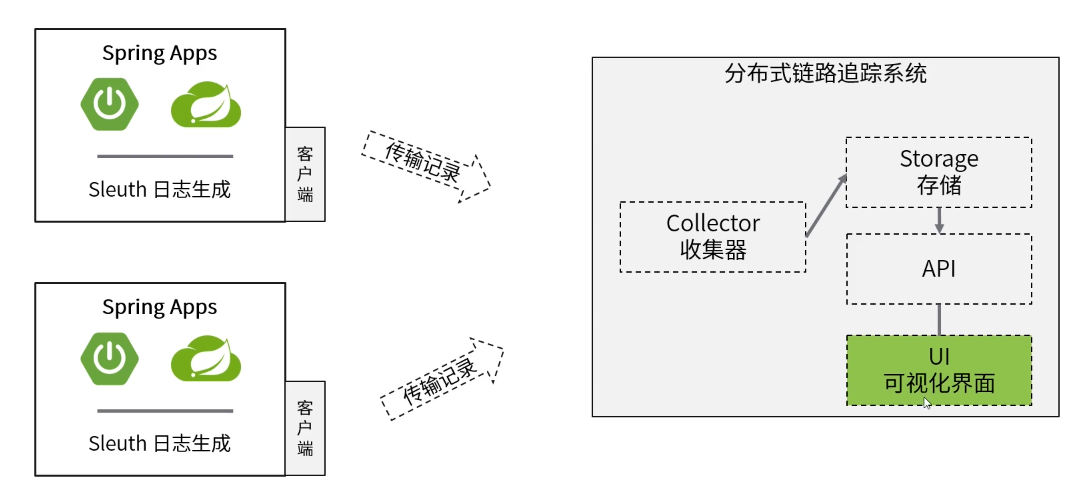 Spring Apps
Sleuth 日志生成
客
户
端
传输记录
Spring Apps
Sleuth 日志生成
客
户
端
传输记录
分布式链路追踪系统
Collector
收集器
Storage
存储
API
UI
可视化界面